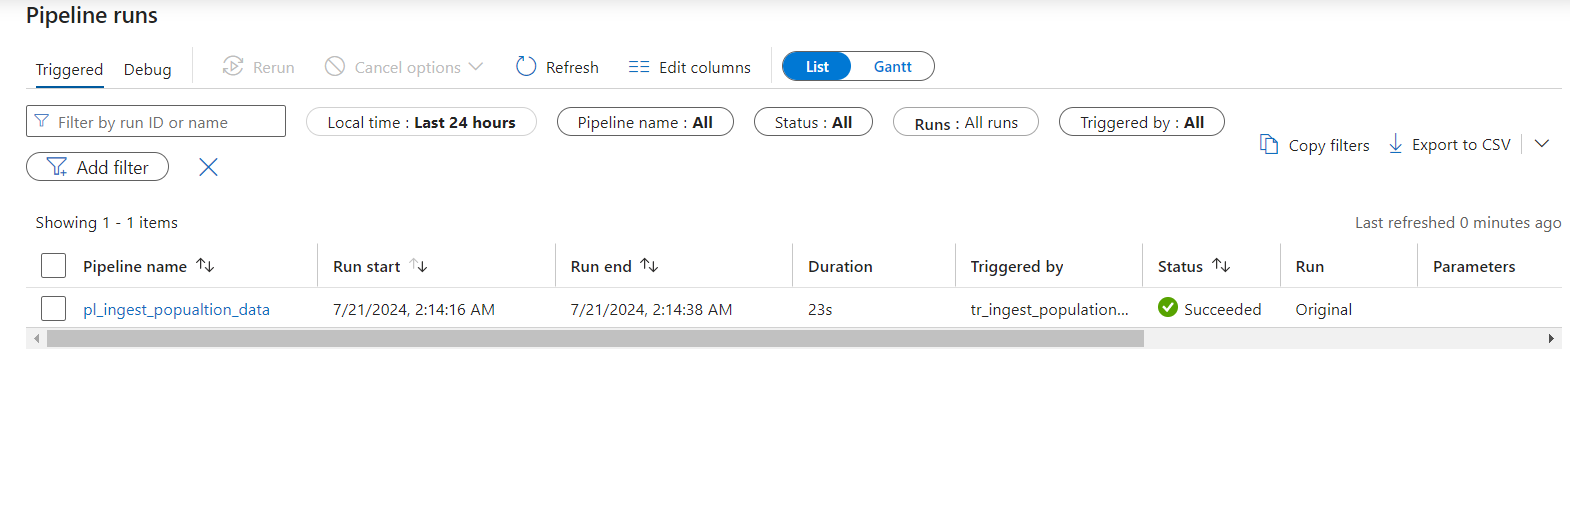 Pipeline runs
Triggered Debug Rerun Cancel options Refresh Edit columns List Gantt
Filter by run ID or name Local time : Last 24 hours Pipeline name : All Status : All Runs : All runs Triggered by : All
Copy filters Export to CSV
Add filter
Showing 1 - 1 items Last refreshed 0 minutes ago
Pipeline name Run start Run end Duration Triggered by Status Run Parameters
pl_ingest_popualtion_data 7/21/2024, 2:14:16 AM 7/21/2024, 2:14:38 AM 23s tr_ingest_population... Succeeded Original